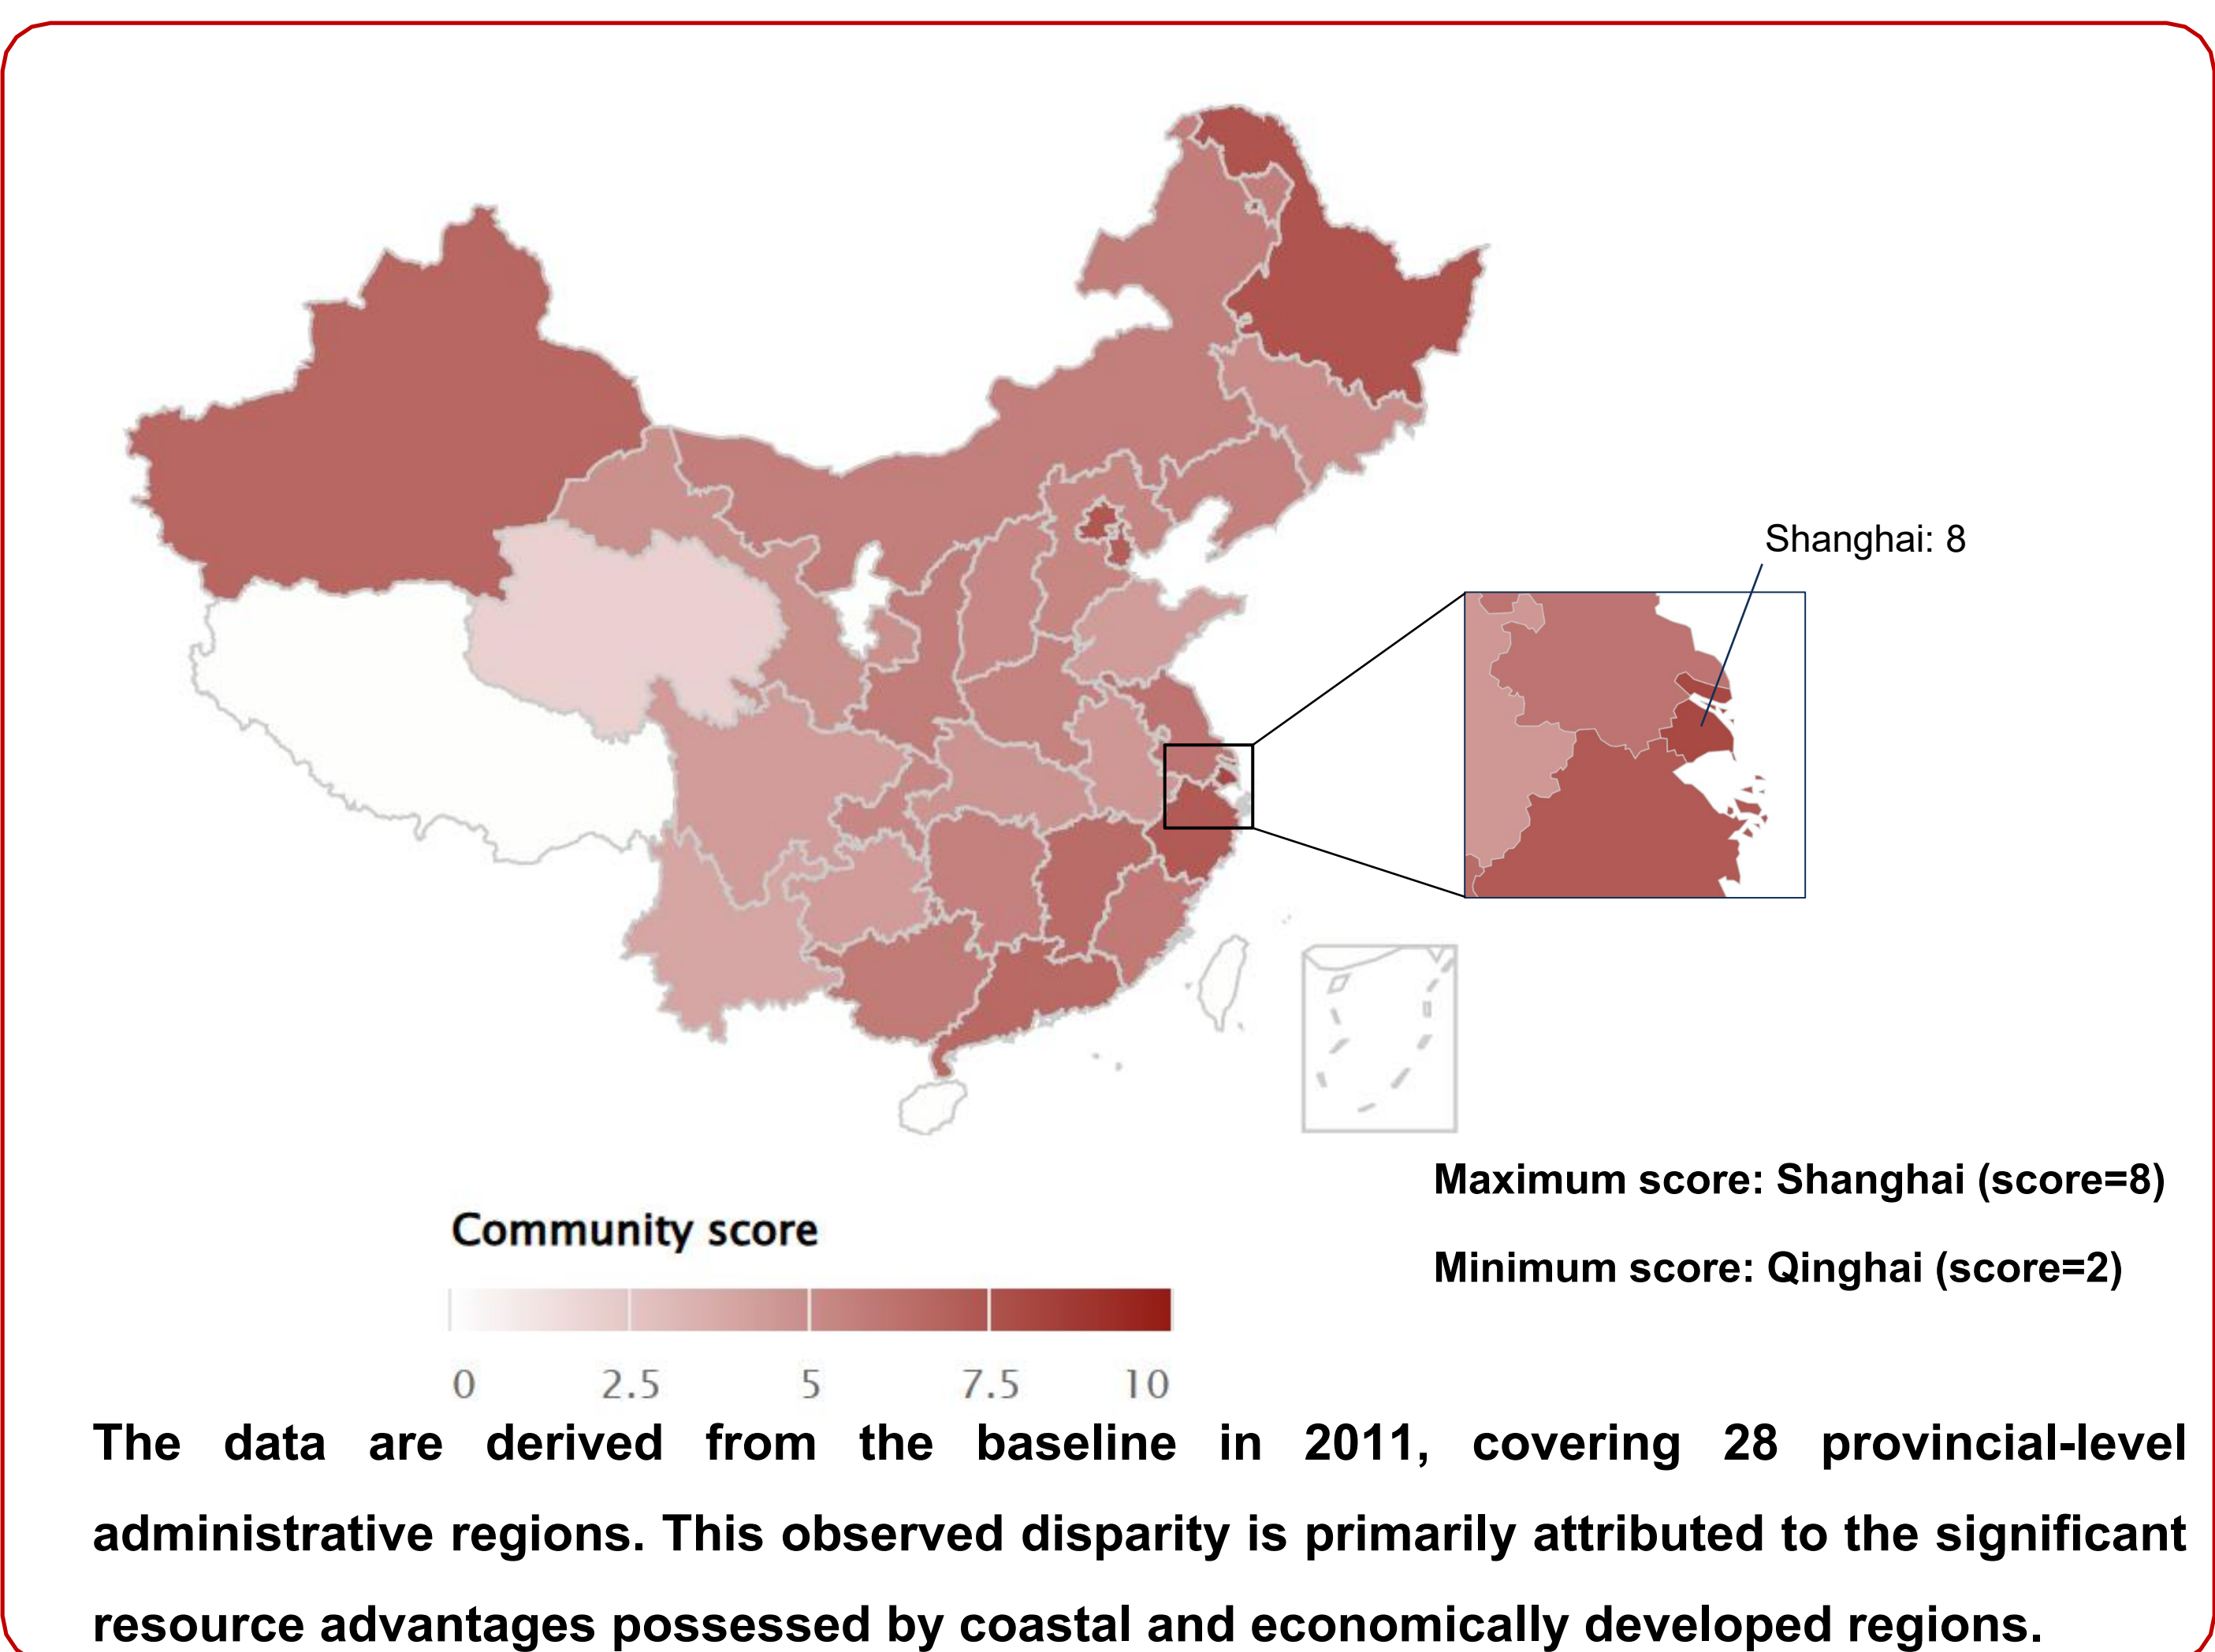 Shanghai: 8
Maximum score: Shanghai (score=8)
Minimum score: Qinghai (score=2)
Community score
0 2.5 5 7.5 10
The data are derived from the baseline in 2011, covering 28 provincial-level
administrative regions. This observed disparity is primarily attributed to the significant
resource advantages possessed by coastal and economically developed regions.